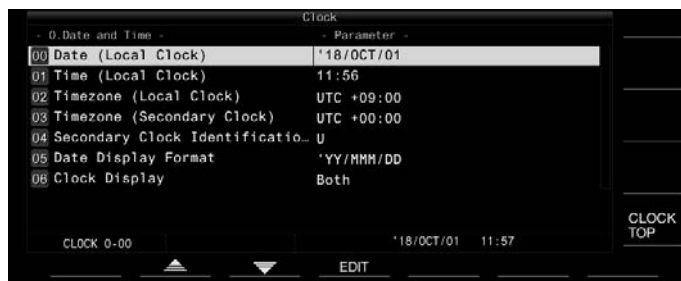 Clock
- 0.Date and Time - - Parameter -
00 Date (Local Clock) '18/OCT/01
01 Time (Local Clock) 11:56
02 Timezone (Local Clock) UTC +09:00
03 Timezone (Secondary Clock) UTC +00:00
04 Secondary Clock Identificatio… U
05 Date Display Format 'YY/MMM/DD
06 Clock Display Both
CLOCK TOP
CLOCK 0-00 '18/OCT/01 11:57
EDIT